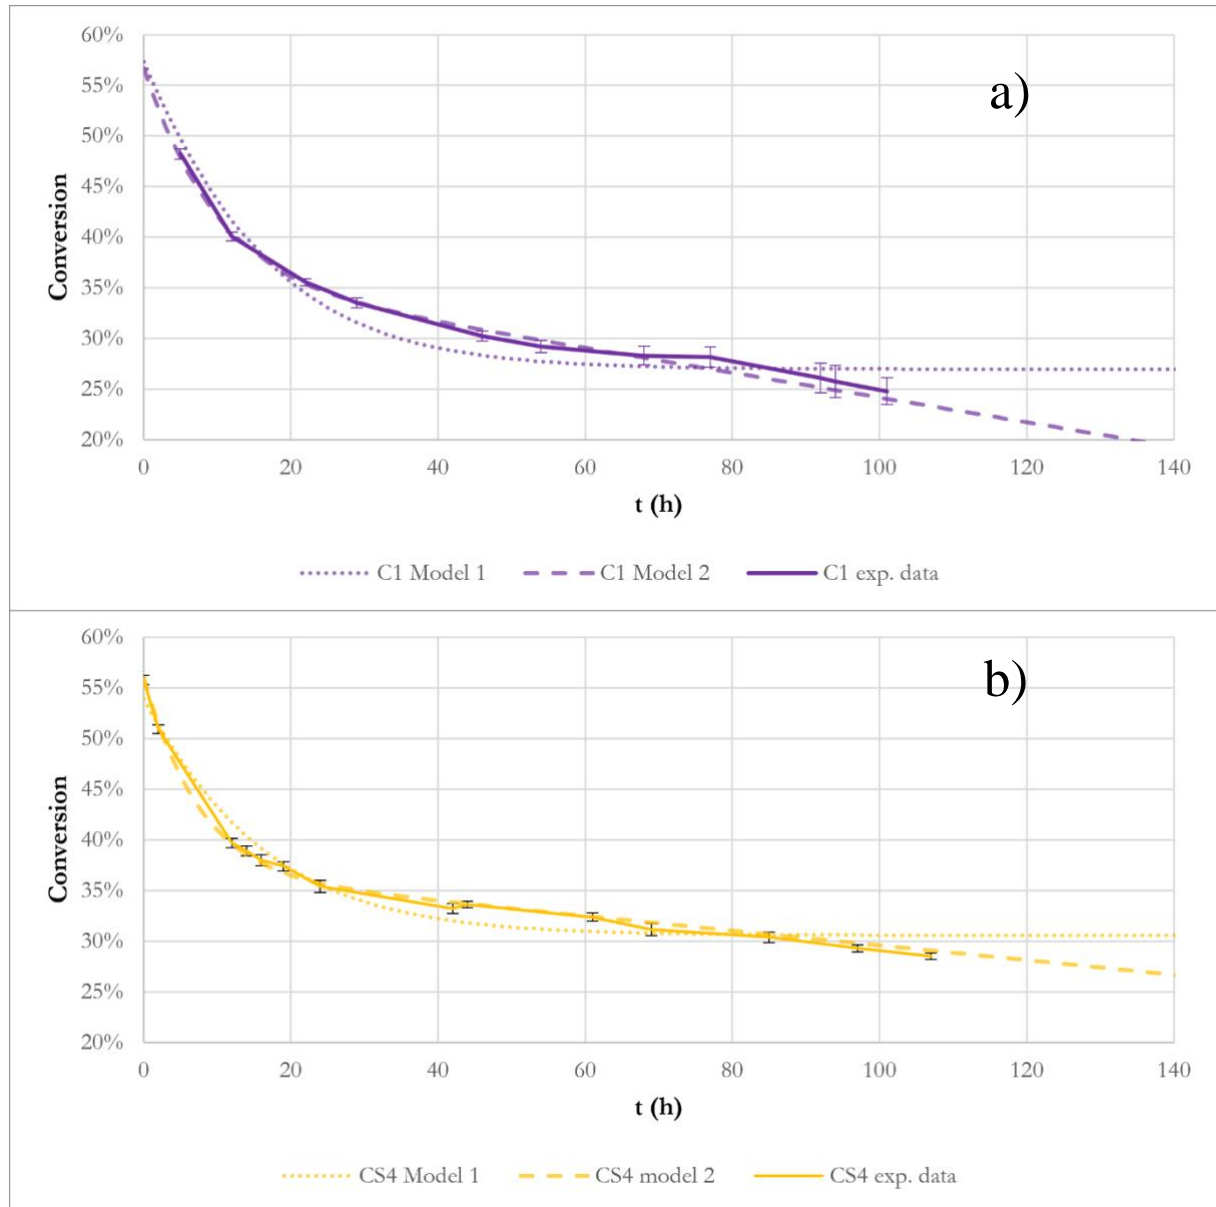 60%
55%
50%
45%
40%
35%
30%
25%
20%
Conversion
a)
0 20 40 60 80 100 120 140
t (h)
C1 Model 1 C1 Model 2 C1 exp. data
60%
55%
50%
45%
40%
35%
30%
25%
20%
Conversion
b)
0 20 40 60 80 100 120 140
t (h)
CS4 Model 1 CS4 model 2 CS4 exp. data